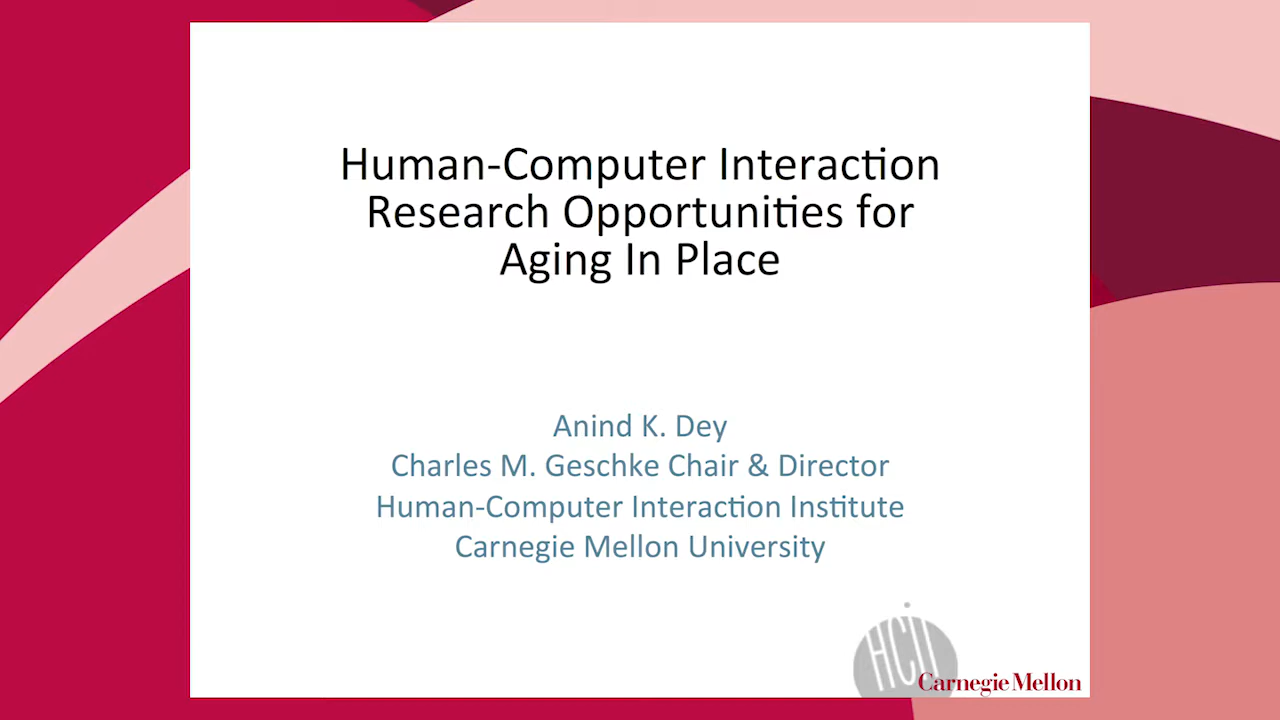 Human-Computer Interaction
Research Opportunities for
Aging In Place
Anind K. Dey
Charles M. Geschke Chair & Director
Human-Computer Interaction Institute
Carnegie Mellon University
HCII
Carnegie Mellon